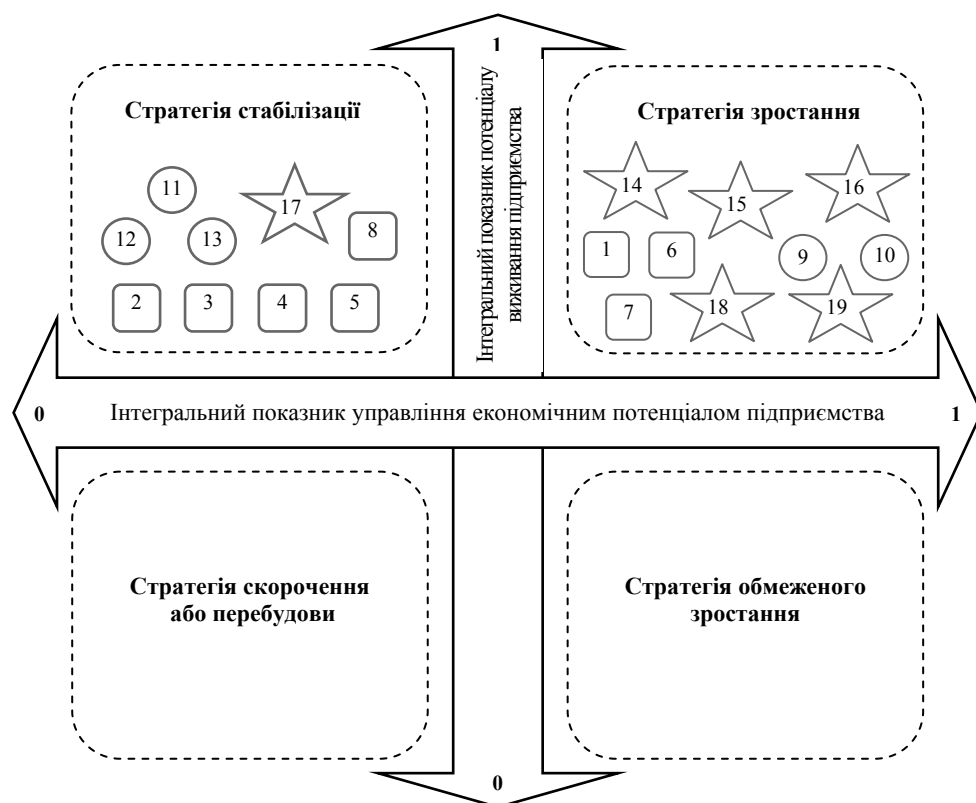 1
Інтегральний показник потенціалу
виживання підприємства
Стратегія стабілізації
11
17
12
13
8
2
3
4
5
Стратегія зростання
14
15
16
1
6
9
10
7
18
19
0
Інтегральний показник управління економічним потенціалом підприємства
1
Стратегія скорочення
або перебудови
Стратегія обмеженого
зростання
0